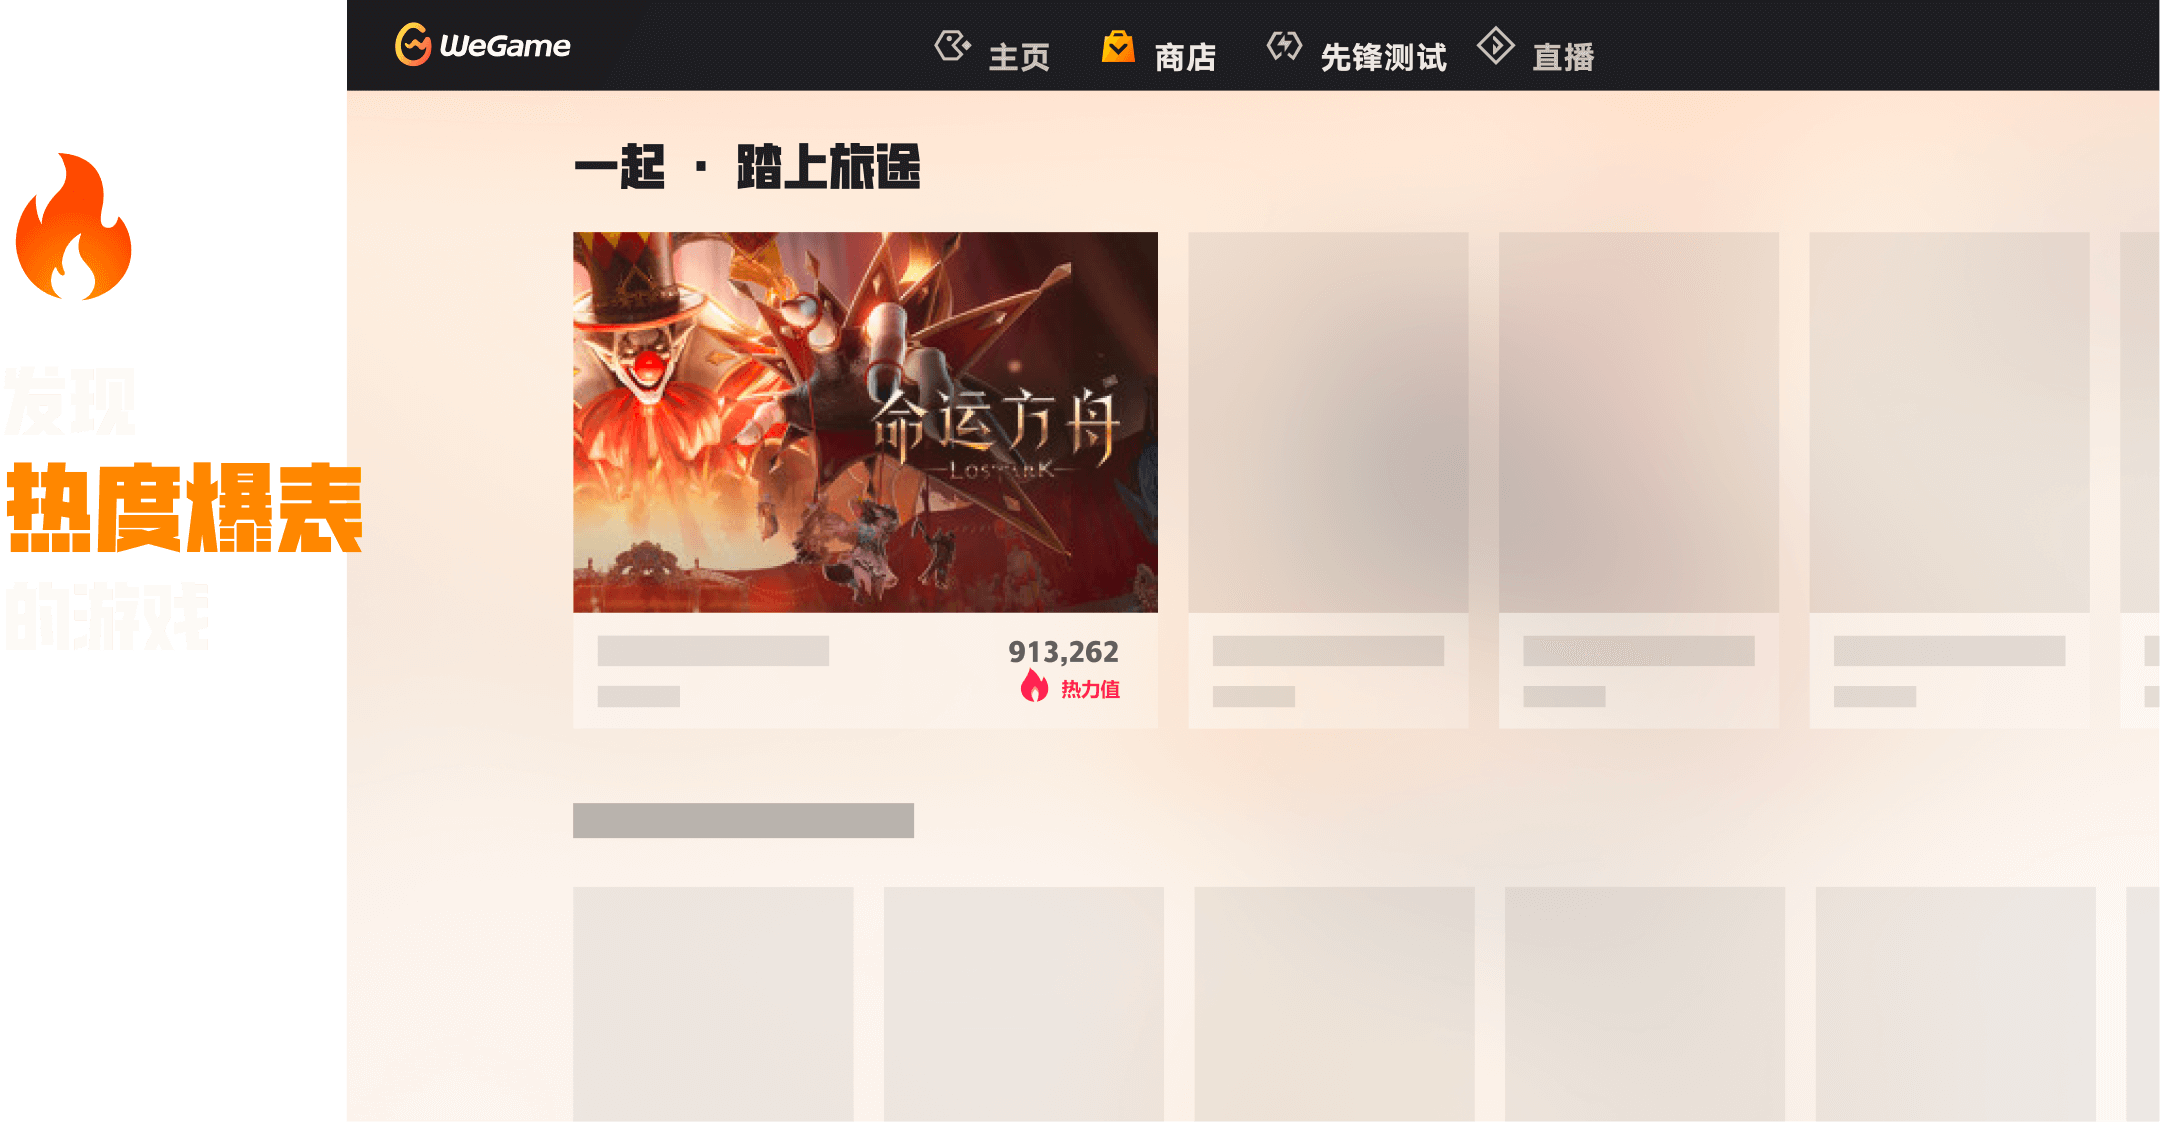 WeGame
主页
商店
先锋测试
直播
一起 · 踏上旅途
发现
热度爆表
的游戏
命运方舟
LOST ARK
913,262
热力值